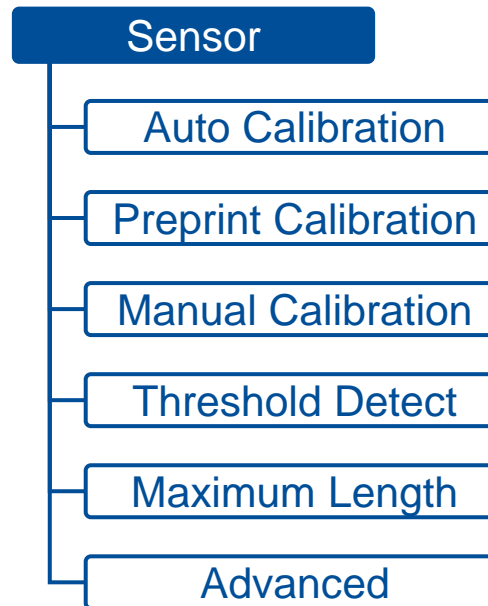 Sensor
Auto Calibration
Preprint Calibration
Manual Calibration
Threshold Detect
Maximum Length
Advanced